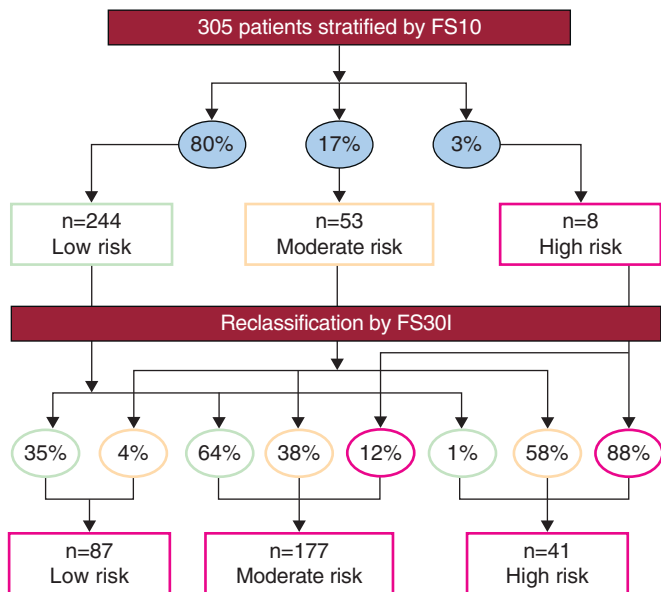 305 patients stratified by FS10
80%
17%
3%
n=244
Low risk
n=53
Moderate risk
n=8
High risk
Reclassification by FS30I
35%
4%
64%
38%
12%
1%
58%
88%
n=87
Low risk
n=177
Moderate risk
n=41
High risk